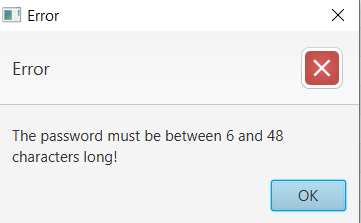 Error
Error
The password must be between 6 and 48
characters long!
OK